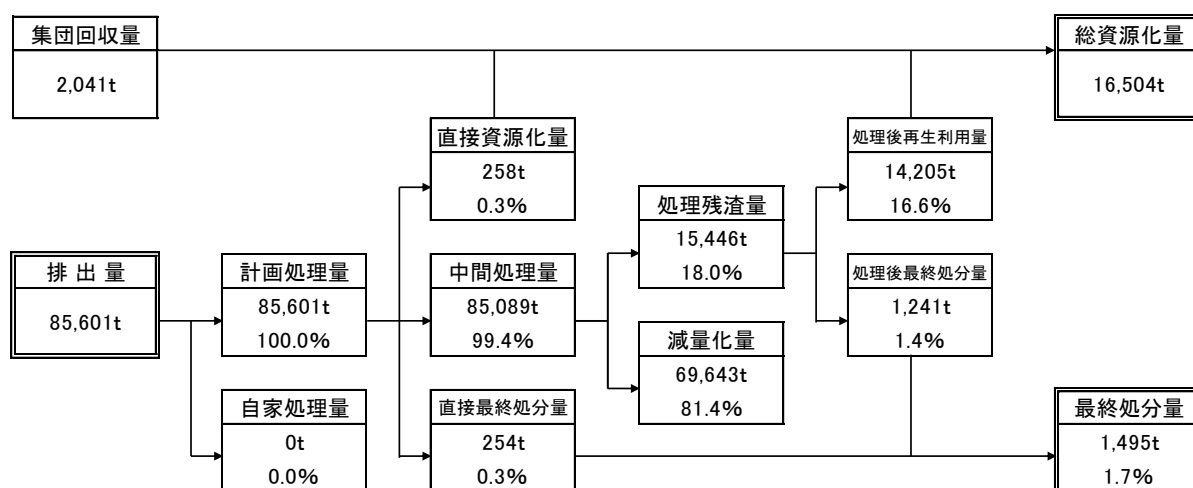 集団回収量
2,041t
総資源化量
16,504t
直接資源化量
258t
0.3%
処理後再生利用量
14,205t
16.6%
処理残渣量
15,446t
18.0%
排出量
85,601t
計画処理量
85,601t
100.0%
中間処理量
85,089t
99.4%
処理後最終処分量
1,241t
1.4%
減量化量
69,643t
81.4%
自家処理量
0t
0.0%
直接最終処分量
254t
0.3%
最終処分量
1,495t
1.7%